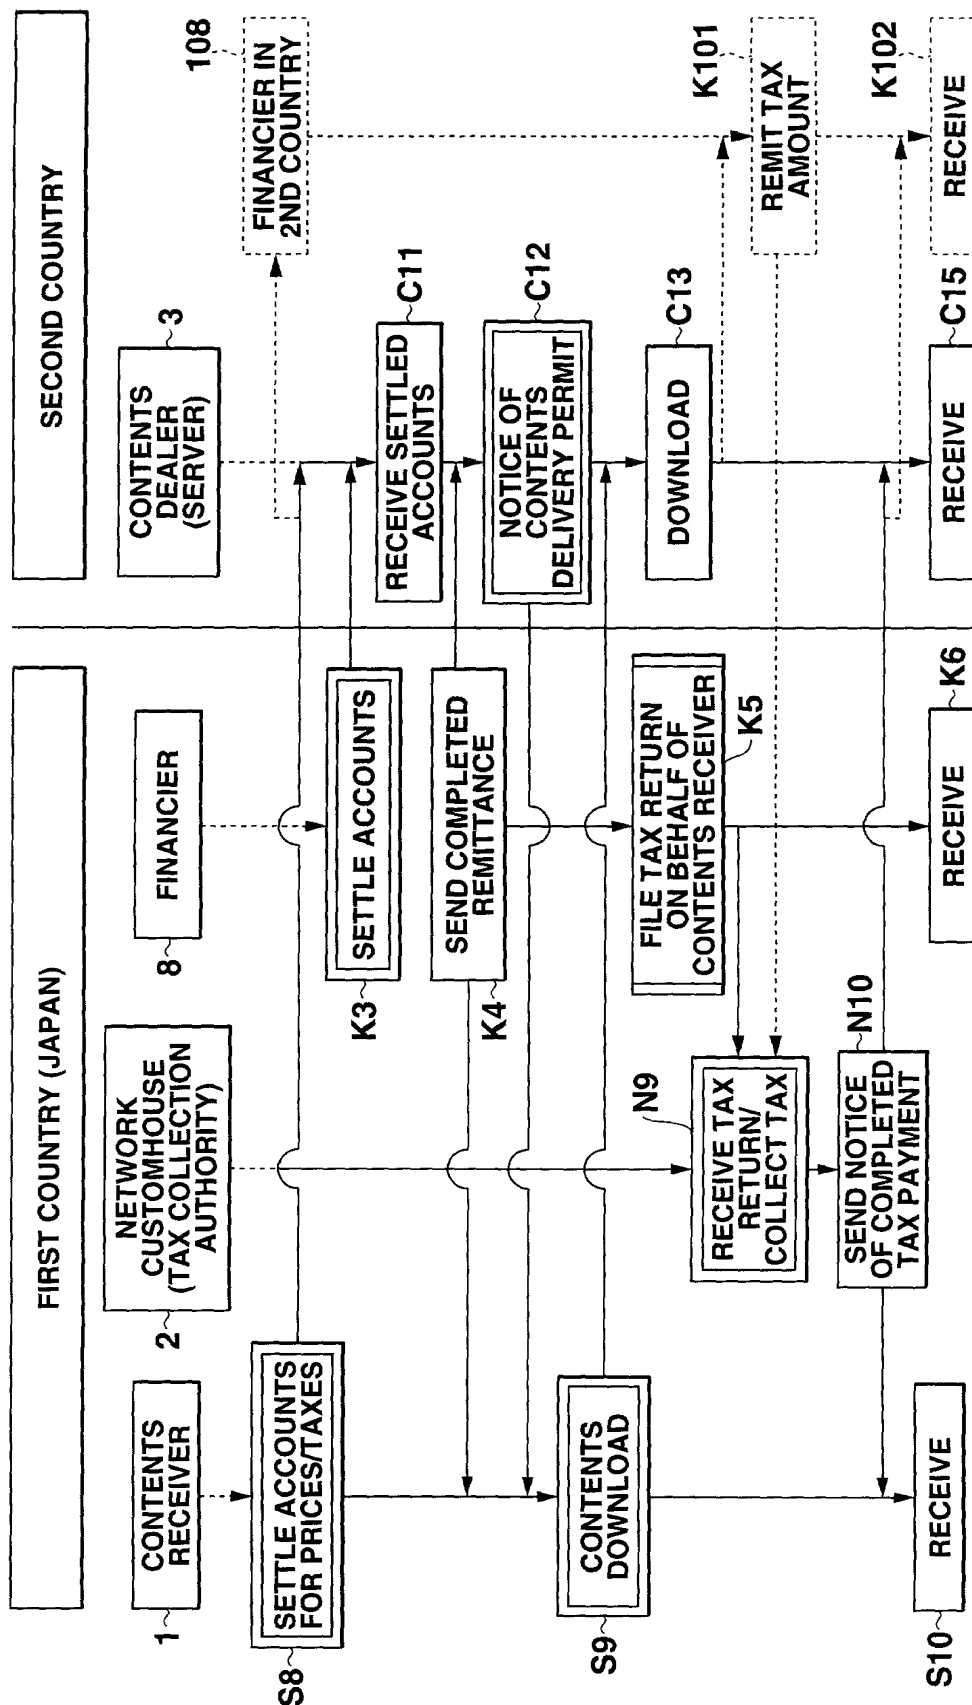 FIRST COUNTRY (JAPAN)
SECOND COUNTRY
1
CONTENTS
RECEIVER
2
NETWORK
CUSTOMHOUSE
(TAX COLLECTION
AUTHORITY)
8
FINANCIER
3
CONTENTS
DEALER
(SERVER)
108
FINANCIER IN
2ND COUNTRY
S8
SETTLE ACCOUNTS
FOR PRICES/TAXES
K3
SETTLE ACCOUNTS
C11
RECEIVE SETTLED
ACCOUNTS
K4
SEND COMPLETED
REMITTANCE
C12
NOTICE OF
CONTENTS
DELIVERY PERMIT
S9
CONTENTS
DOWNLOAD
C13
DOWNLOAD
K5
FILE TAX RETURN
ON BEHALF OF
CONTENTS RECEIVER
N9
RECEIVE TAX
RETURN/
COLLECT TAX
K101
REMIT TAX
AMOUNT
N10
SEND NOTICE
OF COMPLETED
TAX PAYMENT
S10
RECEIVE
K6
RECEIVE
C15
RECEIVE
K102
RECEIVE